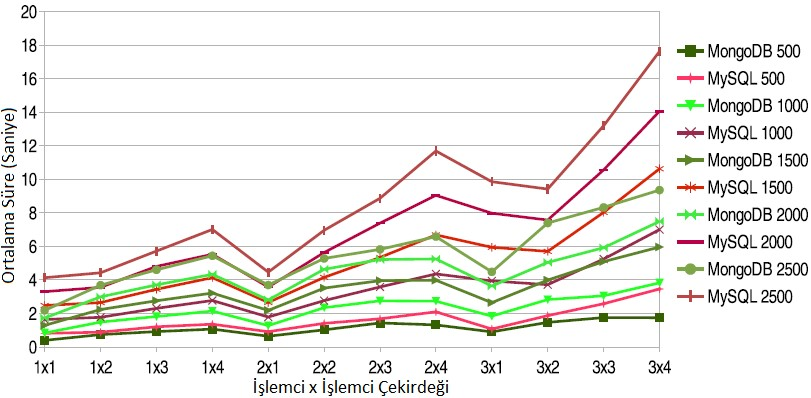 20
18
16
14
12
10
8
6
4
2
0
Ortalama Süre (Saniye)
1x1 1x2 1x3 1x4 2x1 2x2 2x3 2x4 3x1 3x2 3x3 3x4
İşlemci x İşlemci Çekirdeği
MongoDB 500
MySQL 500
MongoDB 1000
MySQL 1000
MongoDB 1500
MySQL 1500
MongoDB 2000
MySQL 2000
MongoDB 2500
MySQL 2500